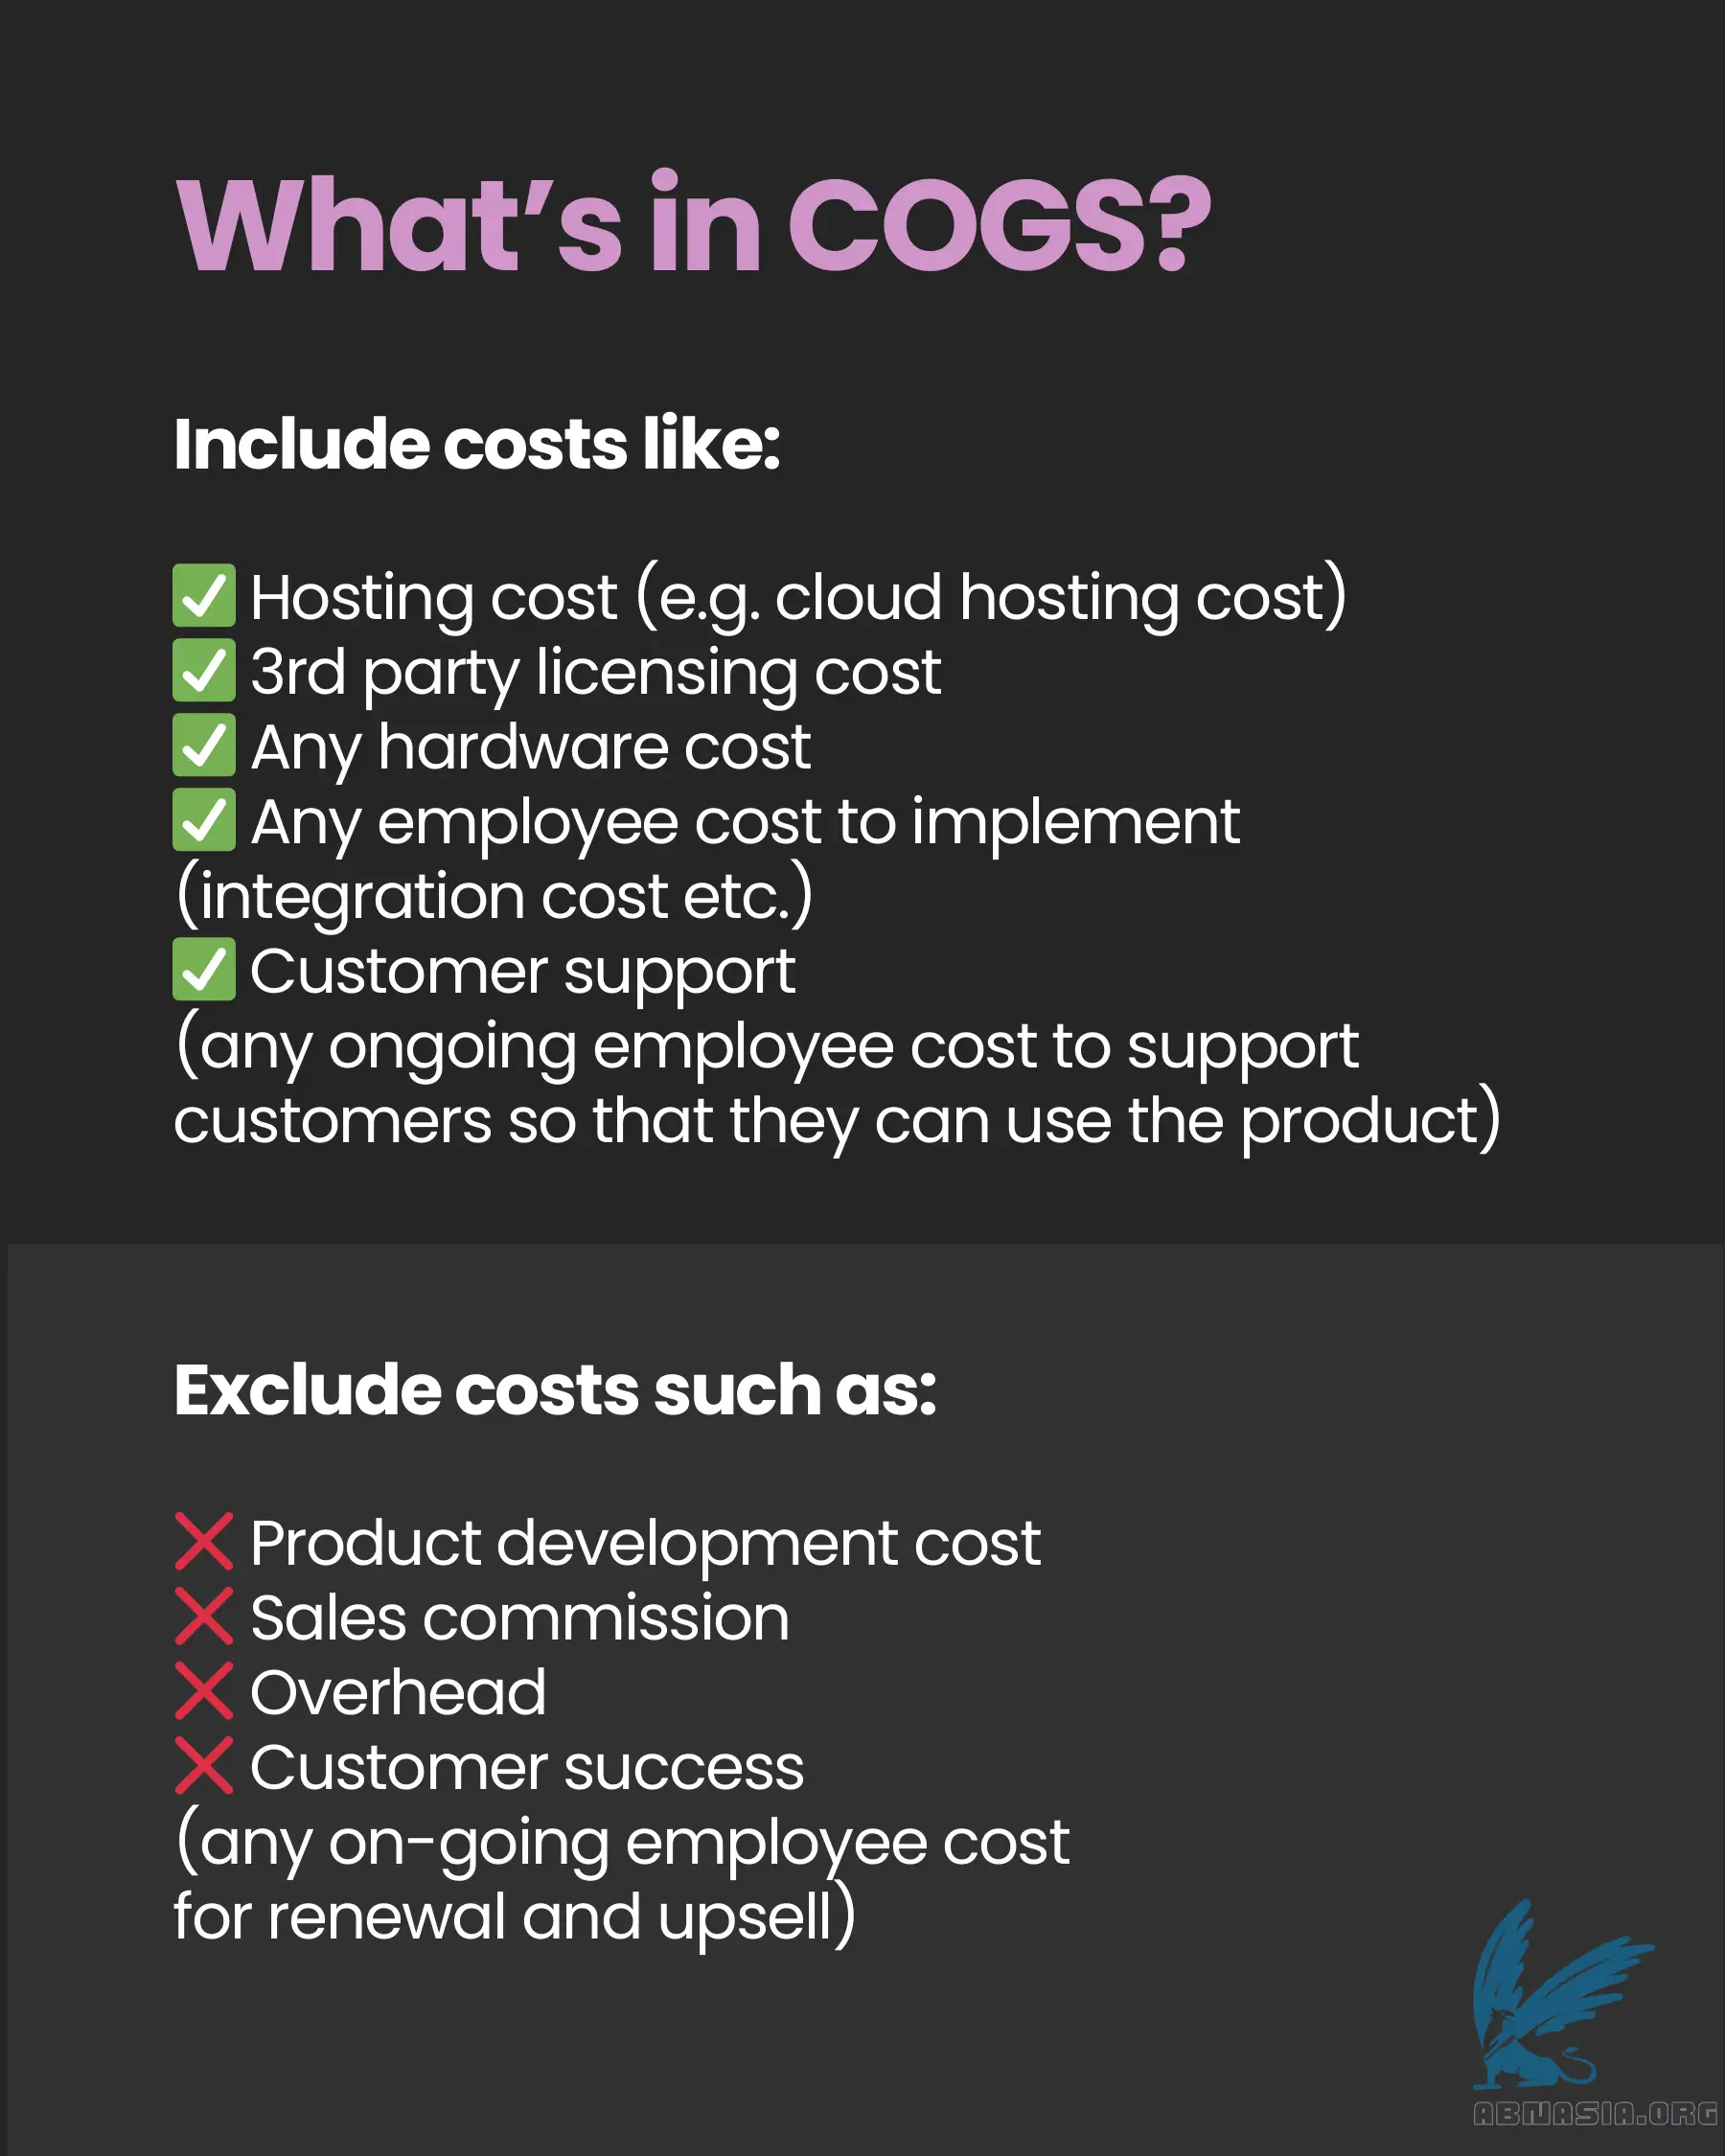 What's in COGS?
Include costs like:
✅ Hosting cost (e.g. cloud hosting cost)
✅ 3rd party licensing cost
✅ Any hardware cost
✅ Any employee cost to implement
(integration cost etc.)
✅ Customer support
(any ongoing employee cost to support
customers so that they can use the product)
Exclude costs such as:
❌ Product development cost
❌ Sales commission
❌ Overhead
❌ Customer success
(any on-going employee cost
for renewal and upsell)
ABNASIA.ORG